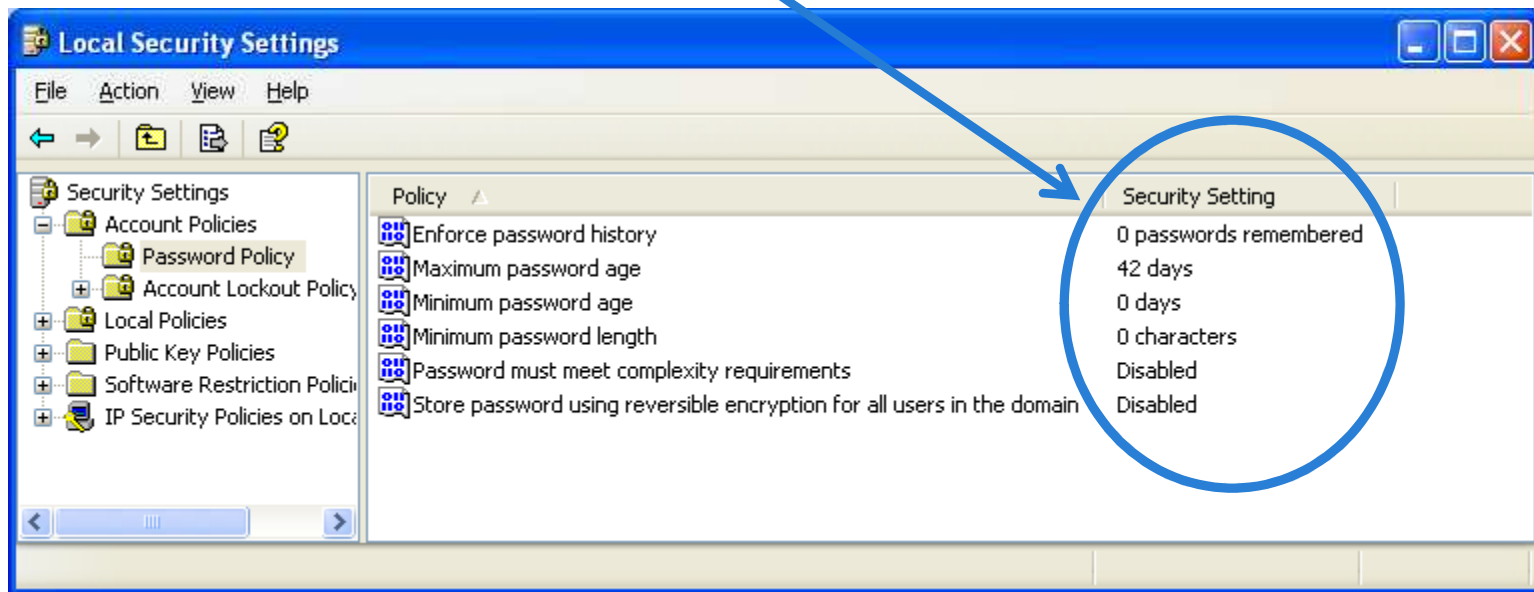 Local Security Settings
File Action View Help
Security Settings
Account Policies
Password Policy
Account Lockout Policy
Local Policies
Public Key Policies
Software Restriction Polici
IP Security Policies on Loca
Policy Security Setting
Enforce password history 0 passwords remembered
Maximum password age 42 days
Minimum password age 0 days
Minimum password length 0 characters
Password must meet complexity requirements Disabled
Store password using reversible encryption for all users in the domain Disabled